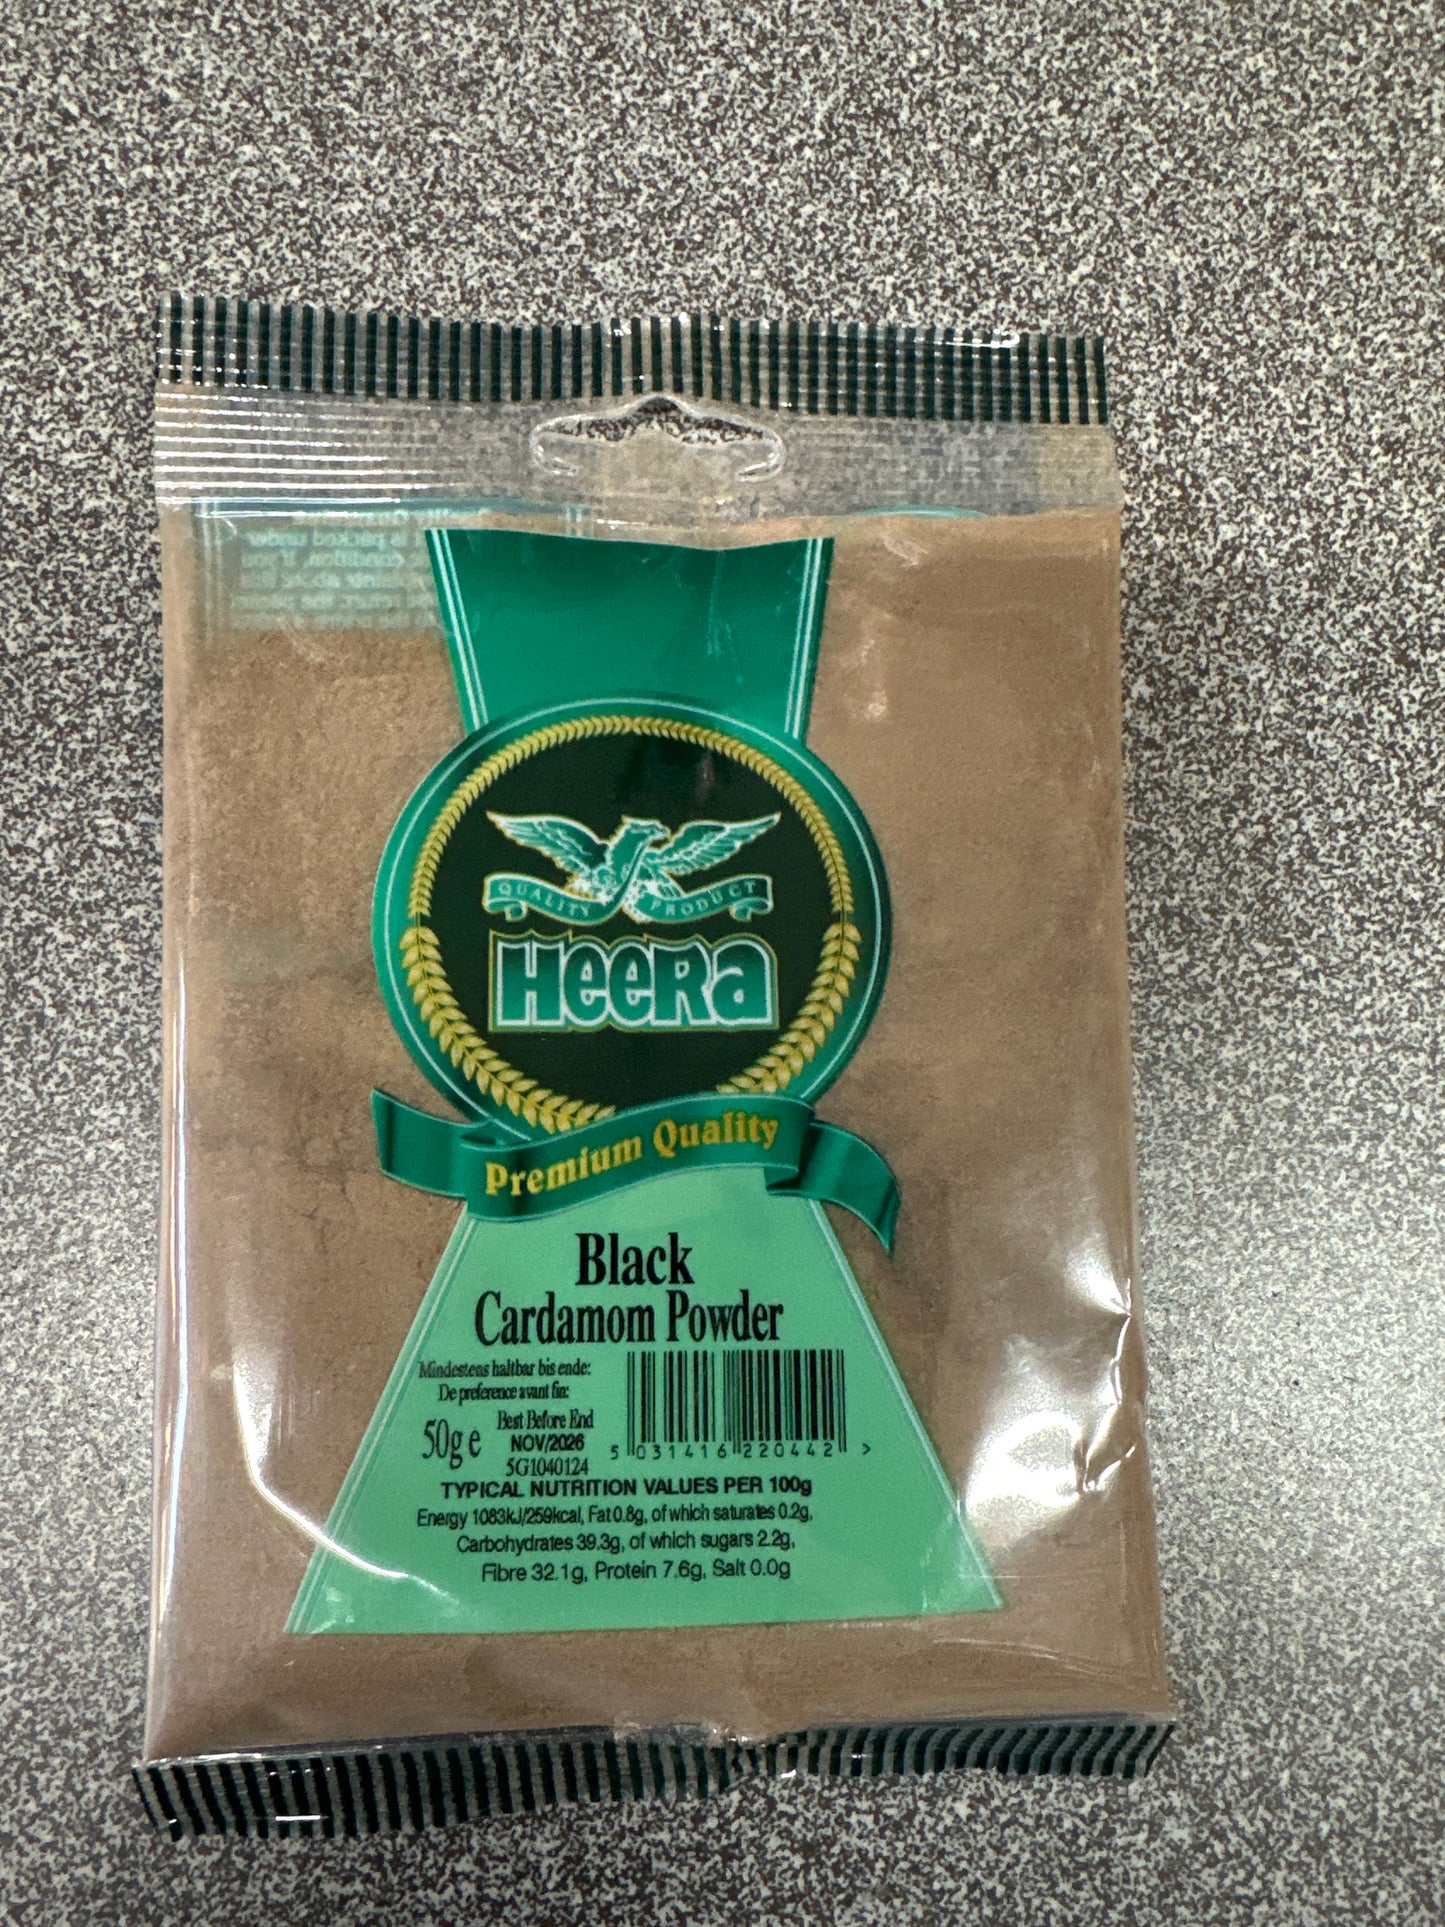 QUALITY PRODUCT
HEERA
Premium Quality
Black
Cardamom Powder
Mindestens haltbar bis ende:
De preference avant fin:
50g e
Best Before End
NOV/2026
5G1040124
5 031416 220442 >
TYPICAL NUTRITION VALUES PER 100g
Energy 1083kJ/259kcal, Fat 0.8g, of which saturates 0.2g,
Carbohydrates 39.3g, of which sugars 2.2g,
Fibre 32.1g, Protein 7.6g, Salt 0.0g